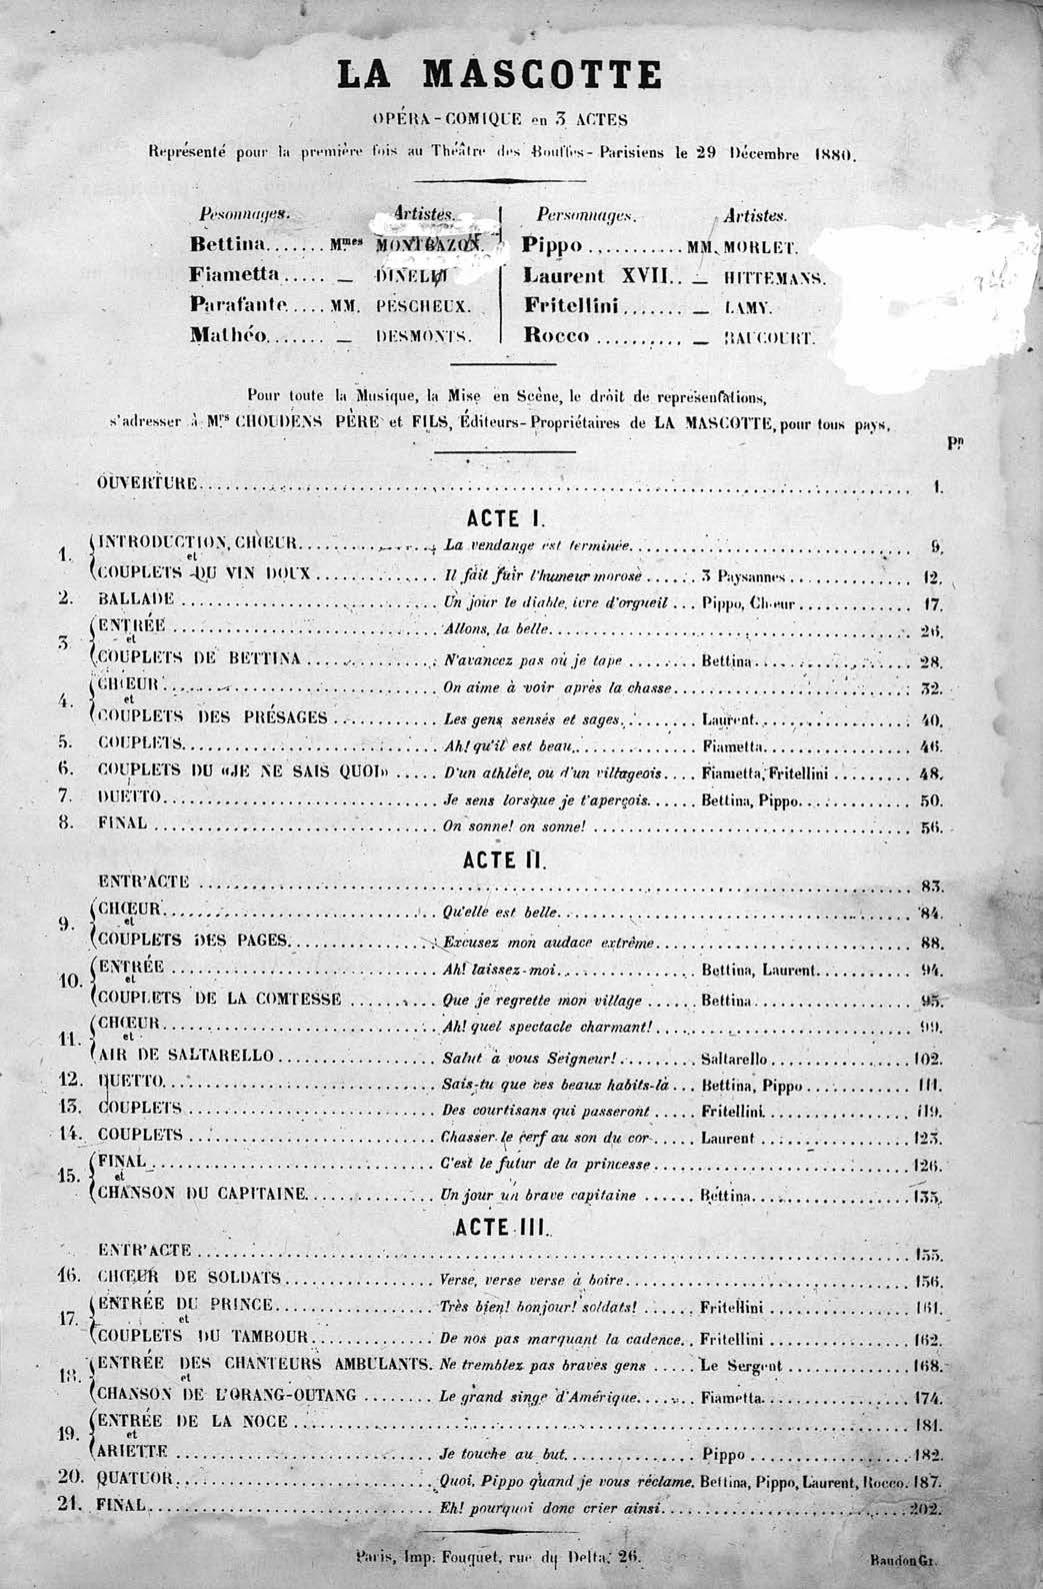 LA MASCOTTE
OPÉRA-COMIQUE en 3 ACTES
Représenté pour la première fois au Théâtre des Bouffes-Parisiens le 29 Décembre 1880.
Pesonnages. Artistes. Personnages. Artistes.
Bettina....... Mmes MONTBAZON. Pippo........... MM. MORLET.
Fiametta..... — DINELLI Laurent XVII.. — HITTEMANS.
Parafante..... MM. PESCHEUX. Fritellini....... — LAMY.
Mathéo....... — DESMONTS. Rocco.......... — RAUCOURT.
Pour toute la Musique, la Mise en Scène, le droit de représentations,
s'adresser à Mrs CHOUDENS PÈRE et FILS, Éditeurs-Propriétaires de LA MASCOTTE, pour tous pays.
Pn
OUVERTURE. 1.
ACTE I.
1. INTRODUCTION, CHŒUR. La vendange est terminée. 9.
et
COUPLETS DU VIN DOUX Il fait fuir l'humeur morose 3 Paysannes 12.
2. BALLADE Un jour le diable, ivre d'orgueil Pippo, Chœur 17.
3. ENTRÉE Allons, la belle. 26.
et
COUPLETS DE BETTINA N'avancez pas où je tape Bettina. 28.
4. CHŒUR. On aime à voir après la chasse. 32.
et
COUPLETS DES PRÉSAGES Les gens sensés et sages. Laurent. 40.
5. COUPLETS. Ah! qu'il est beau. Fiametta. 46.
6. COUPLETS DU «JE NE SAIS QUOI» D'un athlète, ou d'un villageois. Fiametta, Fritellini 48.
7. DUETTO. Je sens lorsque je t'aperçois. Bettina, Pippo. 50.
8. FINAL On sonne! on sonne! 56.
ACTE II.
ENTR'ACTE 83.
9. CHŒUR. Qu'elle est belle. 84.
et
COUPLETS DES PAGES. Excusez mon audace extrême. 88.
10. ENTRÉE Ah! laissez-moi. Bettina, Laurent. 94.
et
COUPLETS DE LA COMTESSE Que je regrette mon village Bettina. 95.
11. CHŒUR. Ah! quel spectacle charmant! 99.
et
AIR DE SALTARELLO Salut à vous Seigneur! Saltarello 102.
12. DUETTO. Sais-tu que ces beaux habits-là Bettina, Pippo 111.
13. COUPLETS Des courtisans qui passeront Fritellini. 119.
14. COUPLETS Chasser le cerf au son du cor Laurent 123.
15. FINAL C'est le futur de la princesse 126.
et
CHANSON DU CAPITAINE. Un jour un brave capitaine Bettina. 135.
ACTE III.
ENTR'ACTE 155.
16. CHŒUR DE SOLDATS. Verse, verse verse à boire. 156.
17. ENTRÉE DU PRINCE. Très bien! bonjour! soldats! Fritellini 161.
et
COUPLETS DU TAMBOUR. De nos pas marquant la cadence. Fritellini 162.
18. ENTRÉE DES CHANTEURS AMBULANTS. Ne tremblez pas braves gens Le Sergent 168.
et
CHANSON DE L'ORANG-OUTANG Le grand singe d'Amérique. Fiametta. 174.
19. ENTRÉE DE LA NOCE 181.
et
ARIETTE Je touche au but. Pippo 182.
20. QUATUOR. Quoi, Pippo quand je vous réclame. Bettina, Pippo, Laurent, Rocco. 187.
21. FINAL. Eh! pourquoi donc crier ainsi. 202.
Paris, Imp. Fouquet, rue du Delta, 26. Baudon Gr.